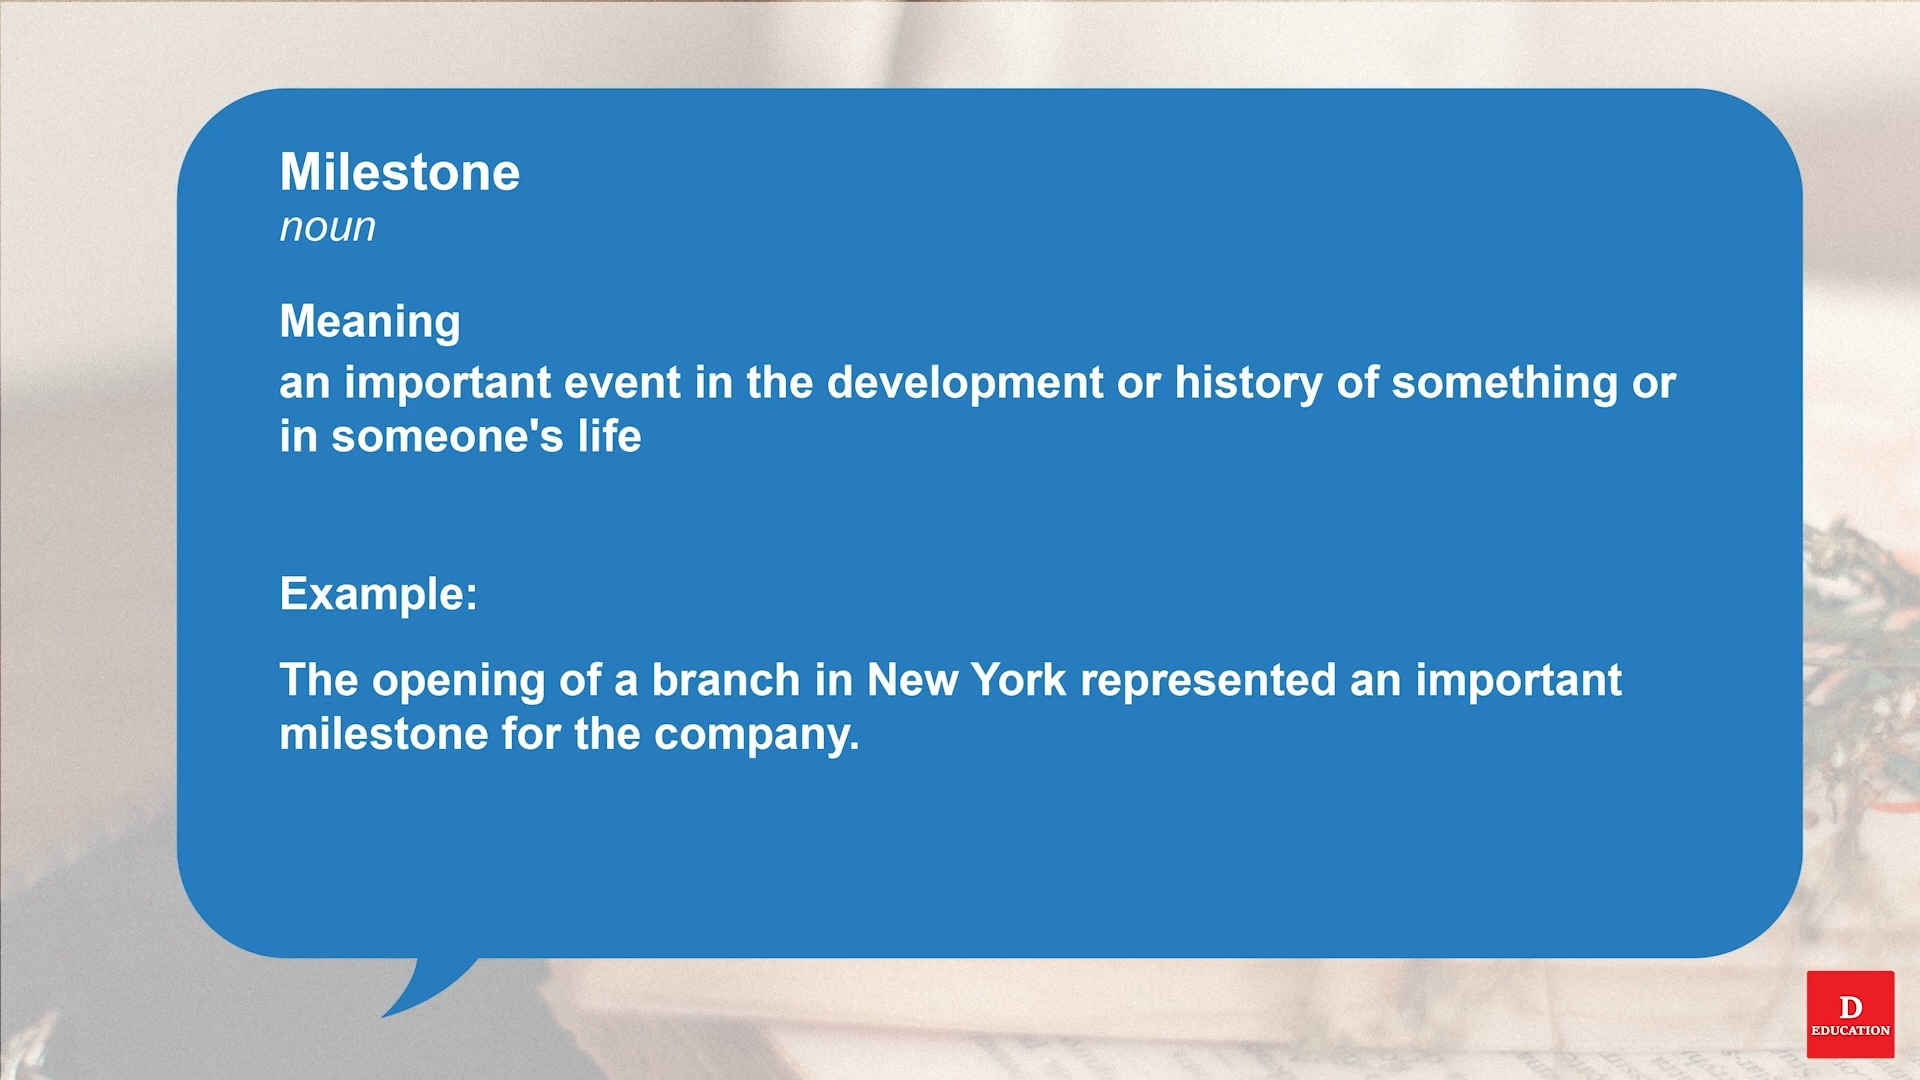 Milestone
noun
Meaning
an important event in the development or history of something or
in someone's life
Example:
The opening of a branch in New York represented an important
milestone for the company.
D
EDUCATION